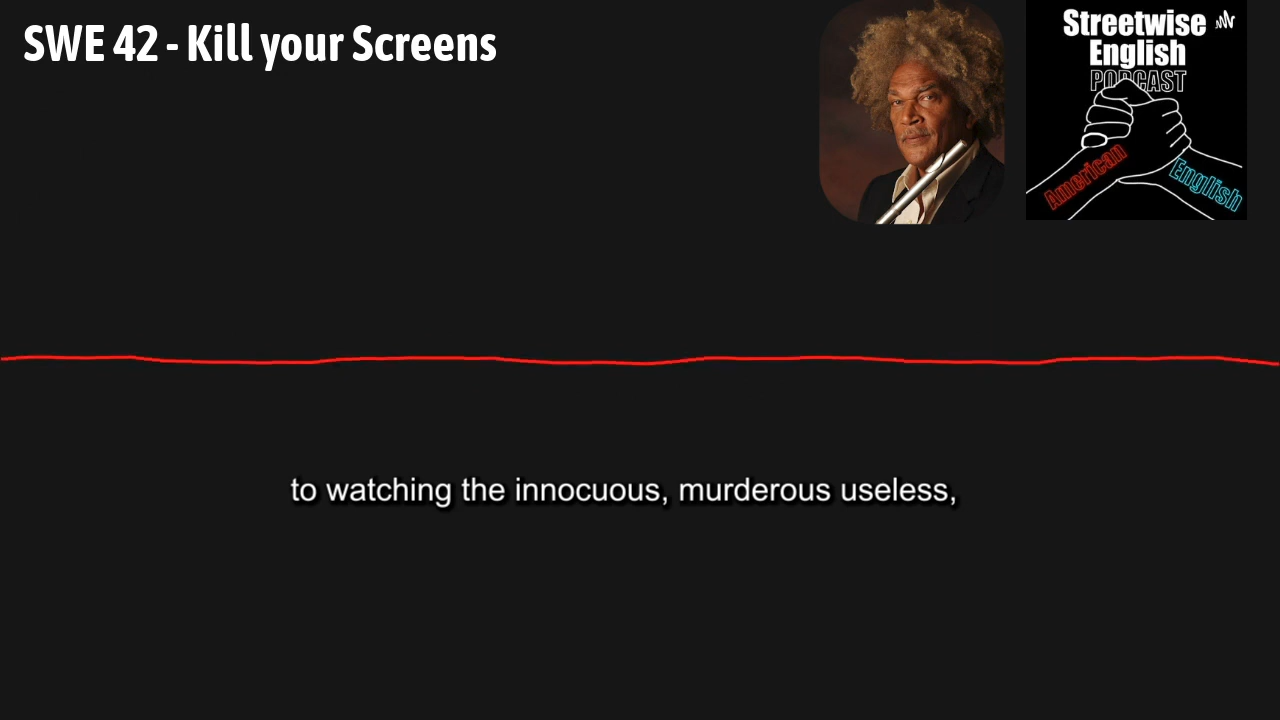 SWE 42 - Kill your Screens
Streetwise
English
PODCAST
American
English
to watching the innocuous, murderous useless,